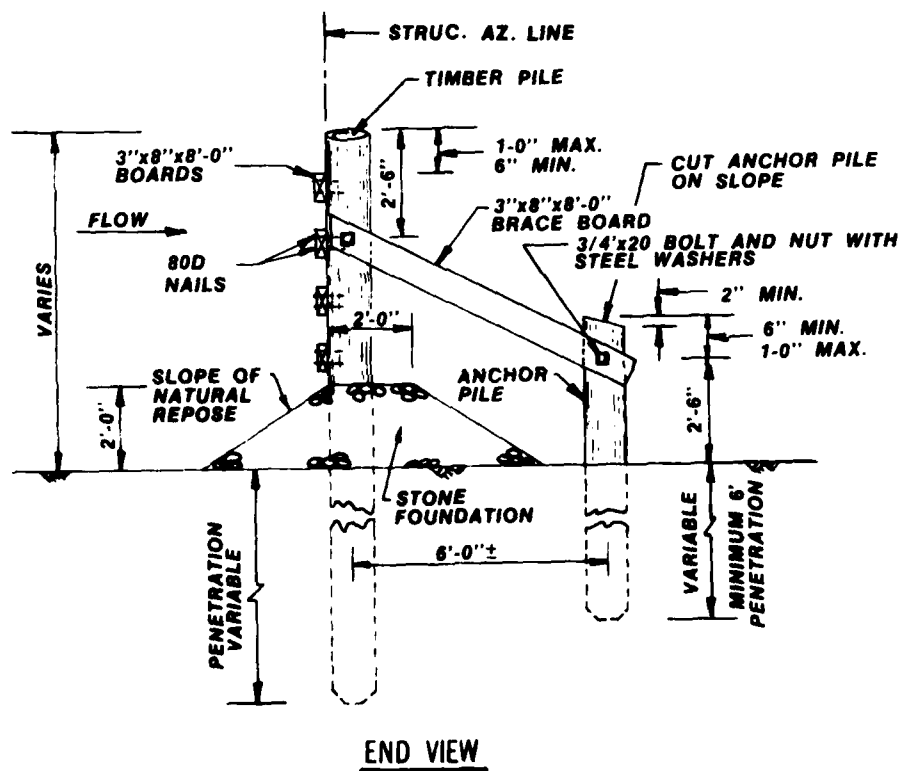 STRUC. AZ. LINE
TIMBER PILE
3"x8"x8'-0"
BOARDS
1-0" MAX.
6" MIN.
2'-6"
CUT ANCHOR PILE
ON SLOPE
3"x8"x8'-0"
BRACE BOARD
3/4'x20 BOLT AND NUT WITH
STEEL WASHERS
FLOW
80D
NAILS
VARIES
2" MIN.
6" MIN.
1-0" MAX.
2'-0"
SLOPE OF
NATURAL
REPOSE
ANCHOR
PILE
2'-0"
2'-6"
STONE
FOUNDATION
6'-0"±
PENETRATION
VARIABLE
VARIABLE
MINIMUM 6'
PENETRATION
END VIEW